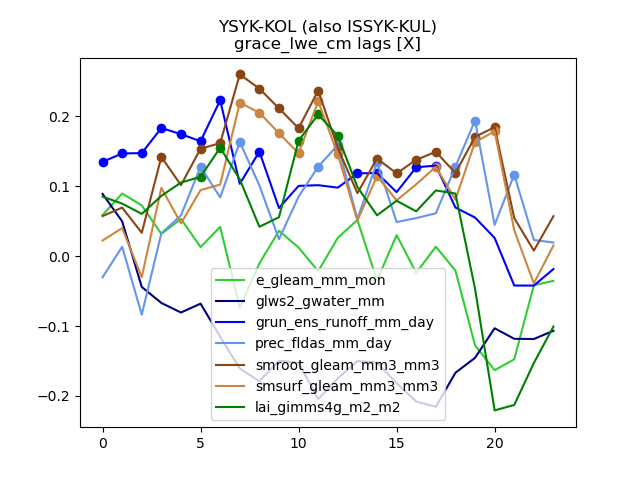 YSYK-KOL (also ISSYK-KUL)
grace_lwe_cm lags [X]
0.2
0.1
0.0
−0.1
−0.2
e_gleam_mm_mon
glws2_gwater_mm
grun_ens_runoff_mm_day
prec_fldas_mm_day
smroot_gleam_mm3_mm3
smsurf_gleam_mm3_mm3
lai_gimms4g_m2_m2
0 5 10 15 20